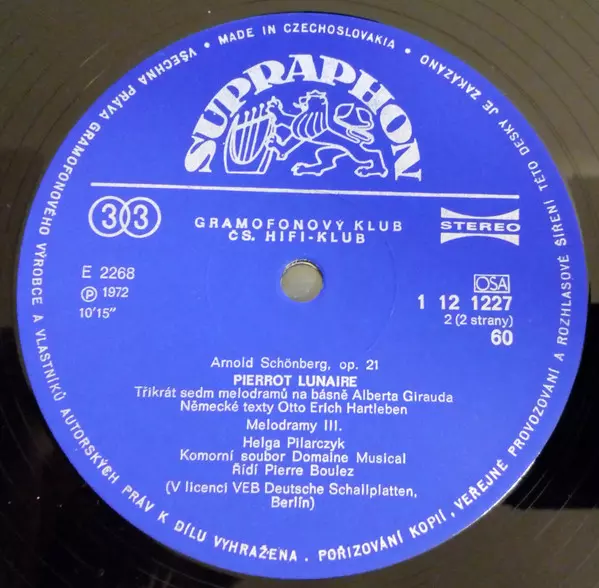 • MADE IN CZECHOSLOVAKIA •
VŠECHNA PRÁVA GRAMOFONOVÉHO VÝROBCE A VLASTNÍKŮ AUTORSKÝCH PRÁV K DÍLU VYHRAŽENA . POŘIZOVÁNÍ KOPIÍ , VEŘEJNÉ PROVOZOVÁNÍ A ROZHLASOVÉ ŠÍŘENÍ TÉTO DESKY JE ZAKÁZÁNO
SUPRAPHON
33
GRAMOFONOVÝ KLUB
ČS. HIFI-KLUB
STEREO
E 2268
Ⓟ 1972
10′15″
OSA
1 12 1227
2 (2 strany)
60
Arnold Schönberg, op. 21
PIERROT LUNAIRE
Třikrát sedm melodramů na básně Alberta Girauda
Německé texty Otto Erich Hartleben
Melodramy III.
Helga Pilarczyk
Komorní soubor Domaine Musical
Řídí Pierre Boulez
(V licenci VEB Deutsche Schallplatten,
Berlín)